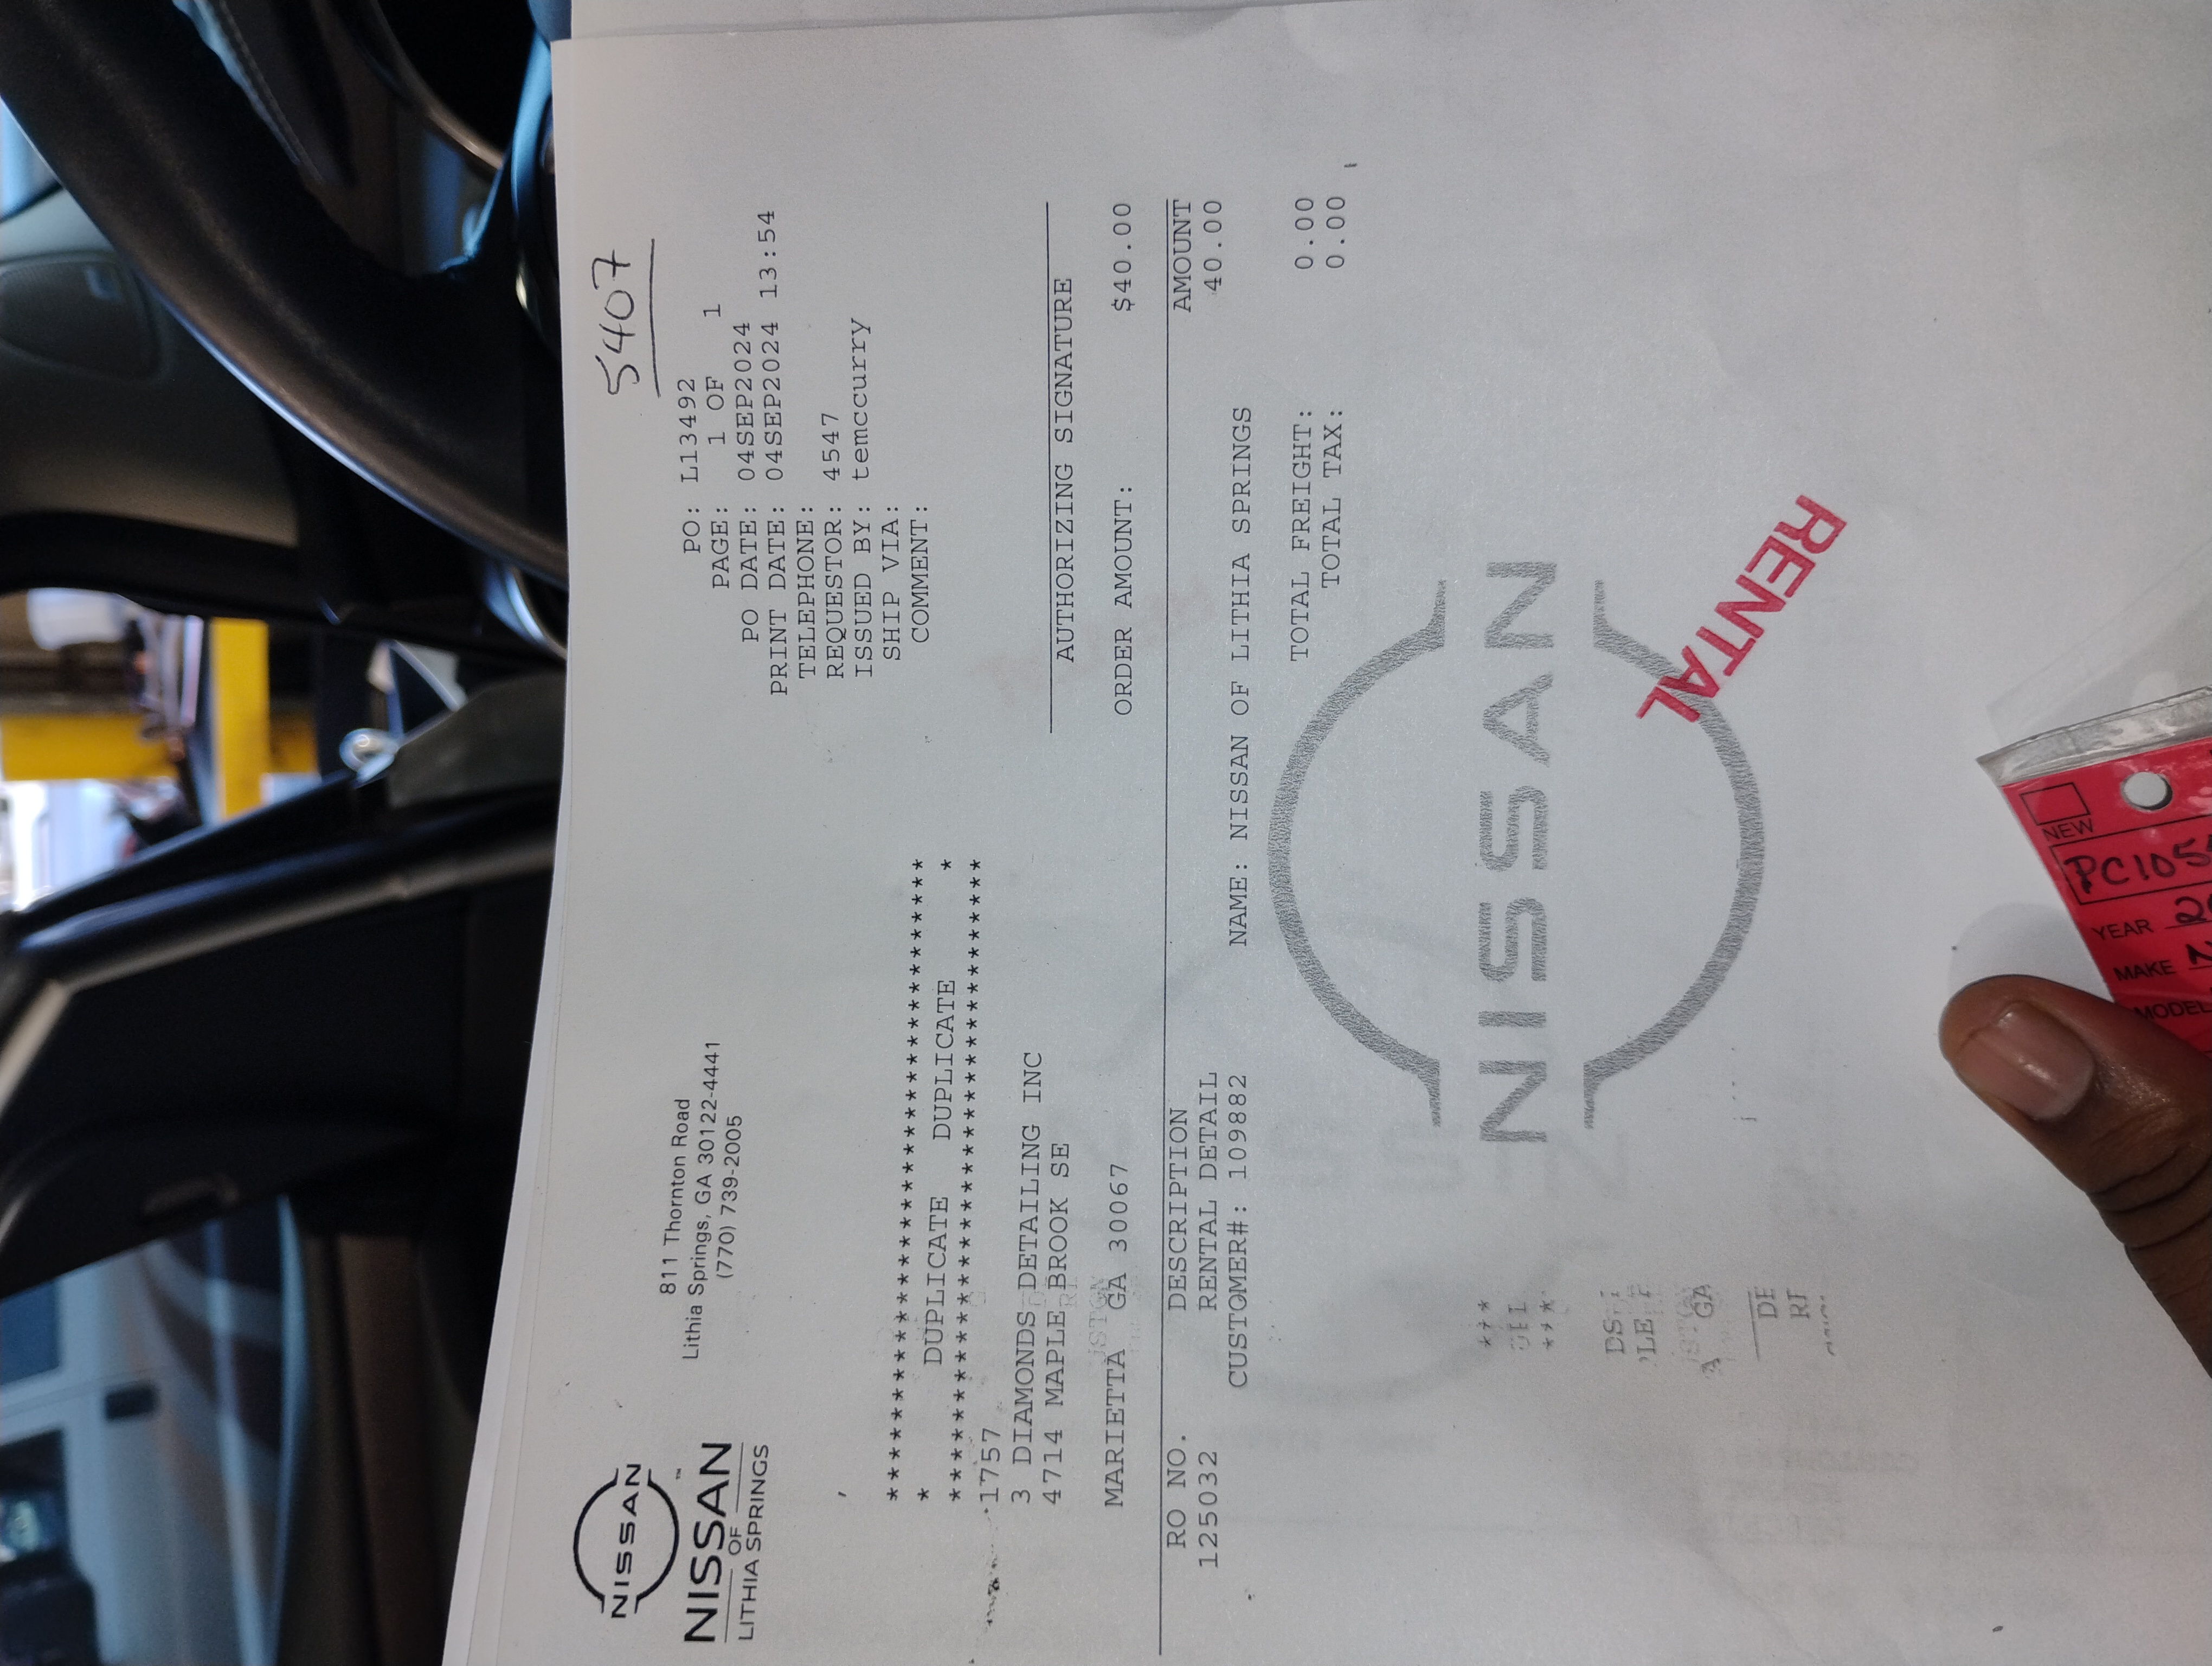 NISSAN
NISSAN
OF
LITHIA SPRINGS
811 Thornton Road
Lithia Springs, GA 30122-4441
(770) 739-2005
5407
PO: L13492
PAGE: 1 OF 1
PO DATE: 04SEP2024
PRINT DATE: 04SEP2024 13:54
TELEPHONE:
REQUESTOR: 4547
ISSUED BY: temccurry
SHIP VIA:
COMMENT:
* DUPLICATE DUPLICATE DUPLICATE *
1757
3 DIAMONDS DETAILING INC
4714 MAPLE BROOK SE
MARIETTA GA 30067
AUTHORIZING SIGNATURE
ORDER AMOUNT: $40.00
RO NO. DESCRIPTION AMOUNT
125032 RENTAL DETAIL 40.00
CUSTOMER#: 109882 NAME: NISSAN OF LITHIA SPRINGS
TOTAL FREIGHT: 0.00
TOTAL TAX: 0.00
NISSAN
RENTAL
NEW
PC105
YEAR 20
MAKE N
MODEL